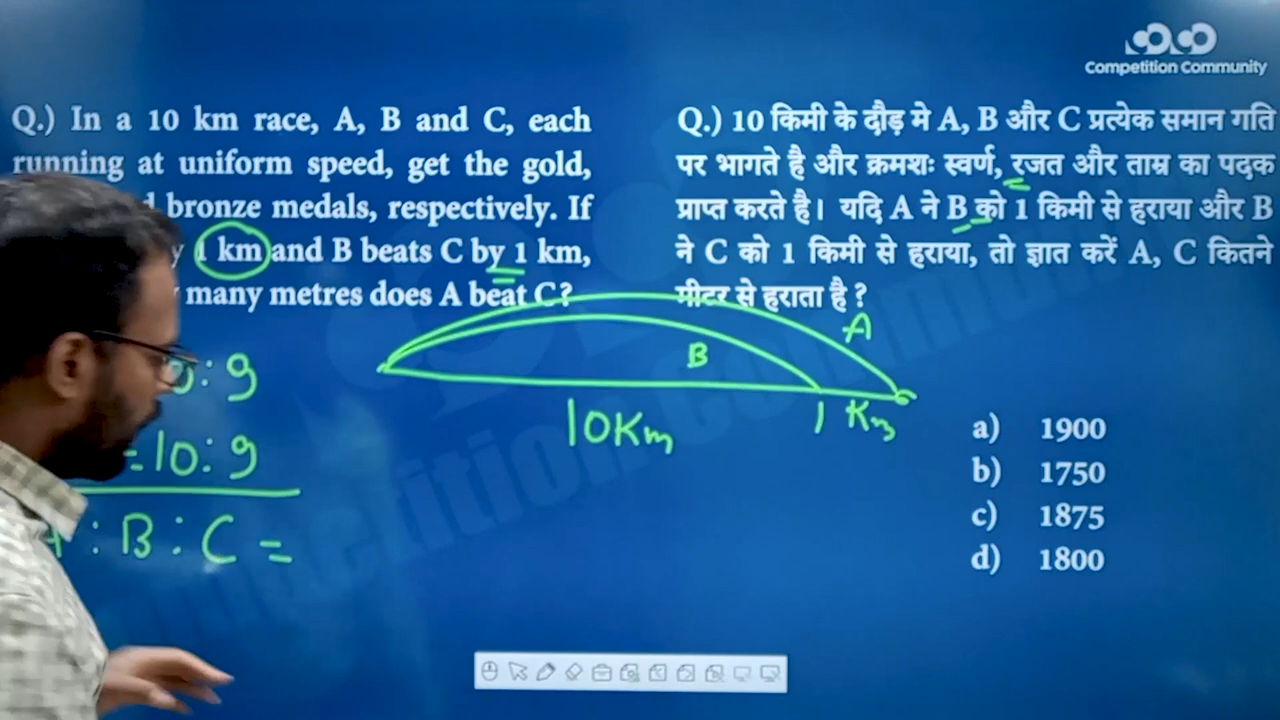 Competition Community
Q.) In a 10 km race, A, B and C, each
running at uniform speed, get the gold,
bronze medals, respectively. If
1 km and B beats C by 1 km,
many metres does A beat C?
Q.) 10 किमी के दौड़ मे A, B और C प्रत्येक समान गति
पर भागते है और क्रमशः स्वर्ण, रजत और ताम्र का पदक
प्राप्त करते है। यदि A ने B को 1 किमी से हराया और B
ने C को 1 किमी से हराया, तो ज्ञात करें A, C कितने
मीटर से हराता है ?
A
B
10Km
1 Km
: 9
=10:9
A : B : C =
a) 1900
b) 1750
c) 1875
d) 1800